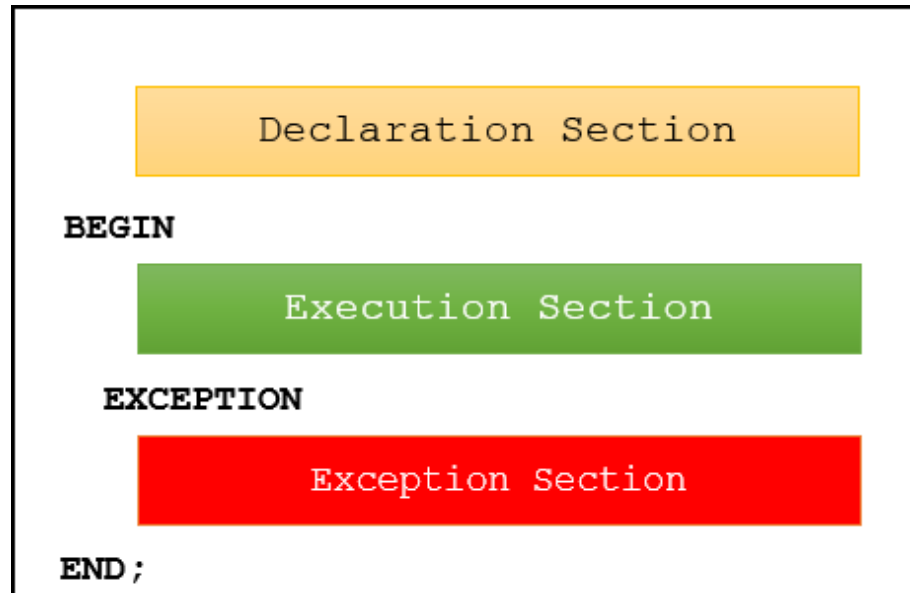 Declaration Section
BEGIN
Execution Section
EXCEPTION
Exception Section
END;